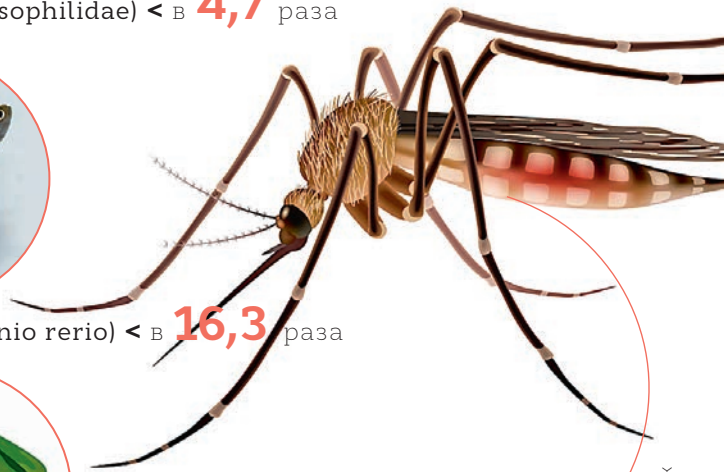 sophilidae) < в 4,7 раза
nio rerio) < в 16,3 раза